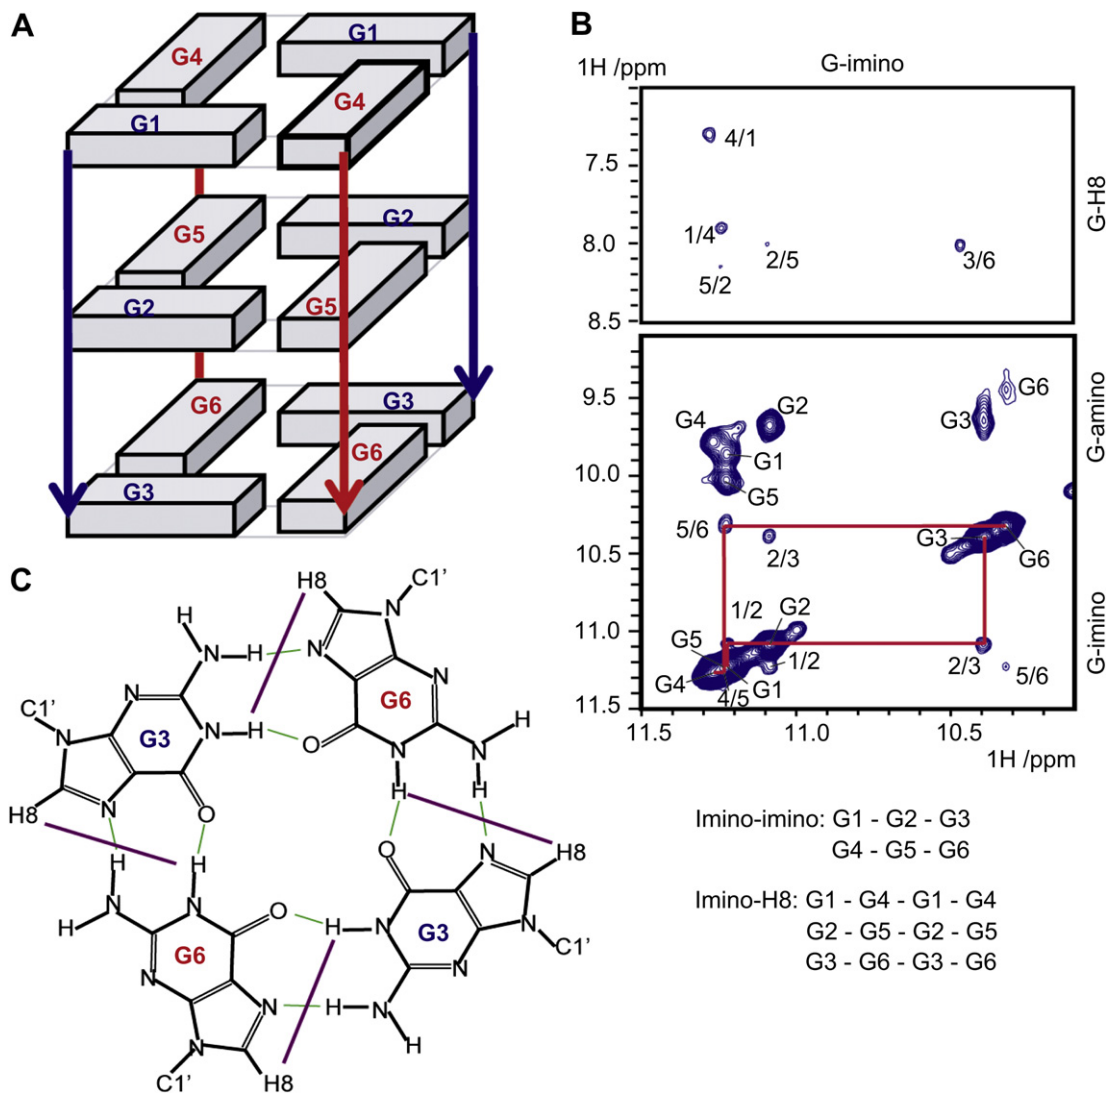 A
G4
G1
G1
G4
G5
G2
G2
G5
G6
G3
G3
G6
B
1H /ppm
G-imino
7.5
8.0
8.5
4/1
1/4
5/2
2/5
3/6
G-H8
9.5
10.0
10.5
11.0
11.5
G4
G2
G1
G5
G3
G6
5/6
2/3
G3
G6
1/2
G2
G5
1/2
G4
4/5
G1
2/3
5/6
G-amino
G-imino
11.5
11.0
10.5
1H /ppm
Imino-imino: G1 - G2 - G3
G4 - G5 - G6
Imino-H8: G1 - G4 - G1 - G4
G2 - G5 - G2 - G5
G3 - G6 - G3 - G6
C
H8
C1'
N
H
N
H
N
N
N
G6
C1'
N
G3
N
H
O
N
N
H
H
H8
N
O
H
H
O
N
H8
H
H
N
N
O
H
N
G3
N
C1'
G6
N
N
H
N
N
H
N
C1'
H8